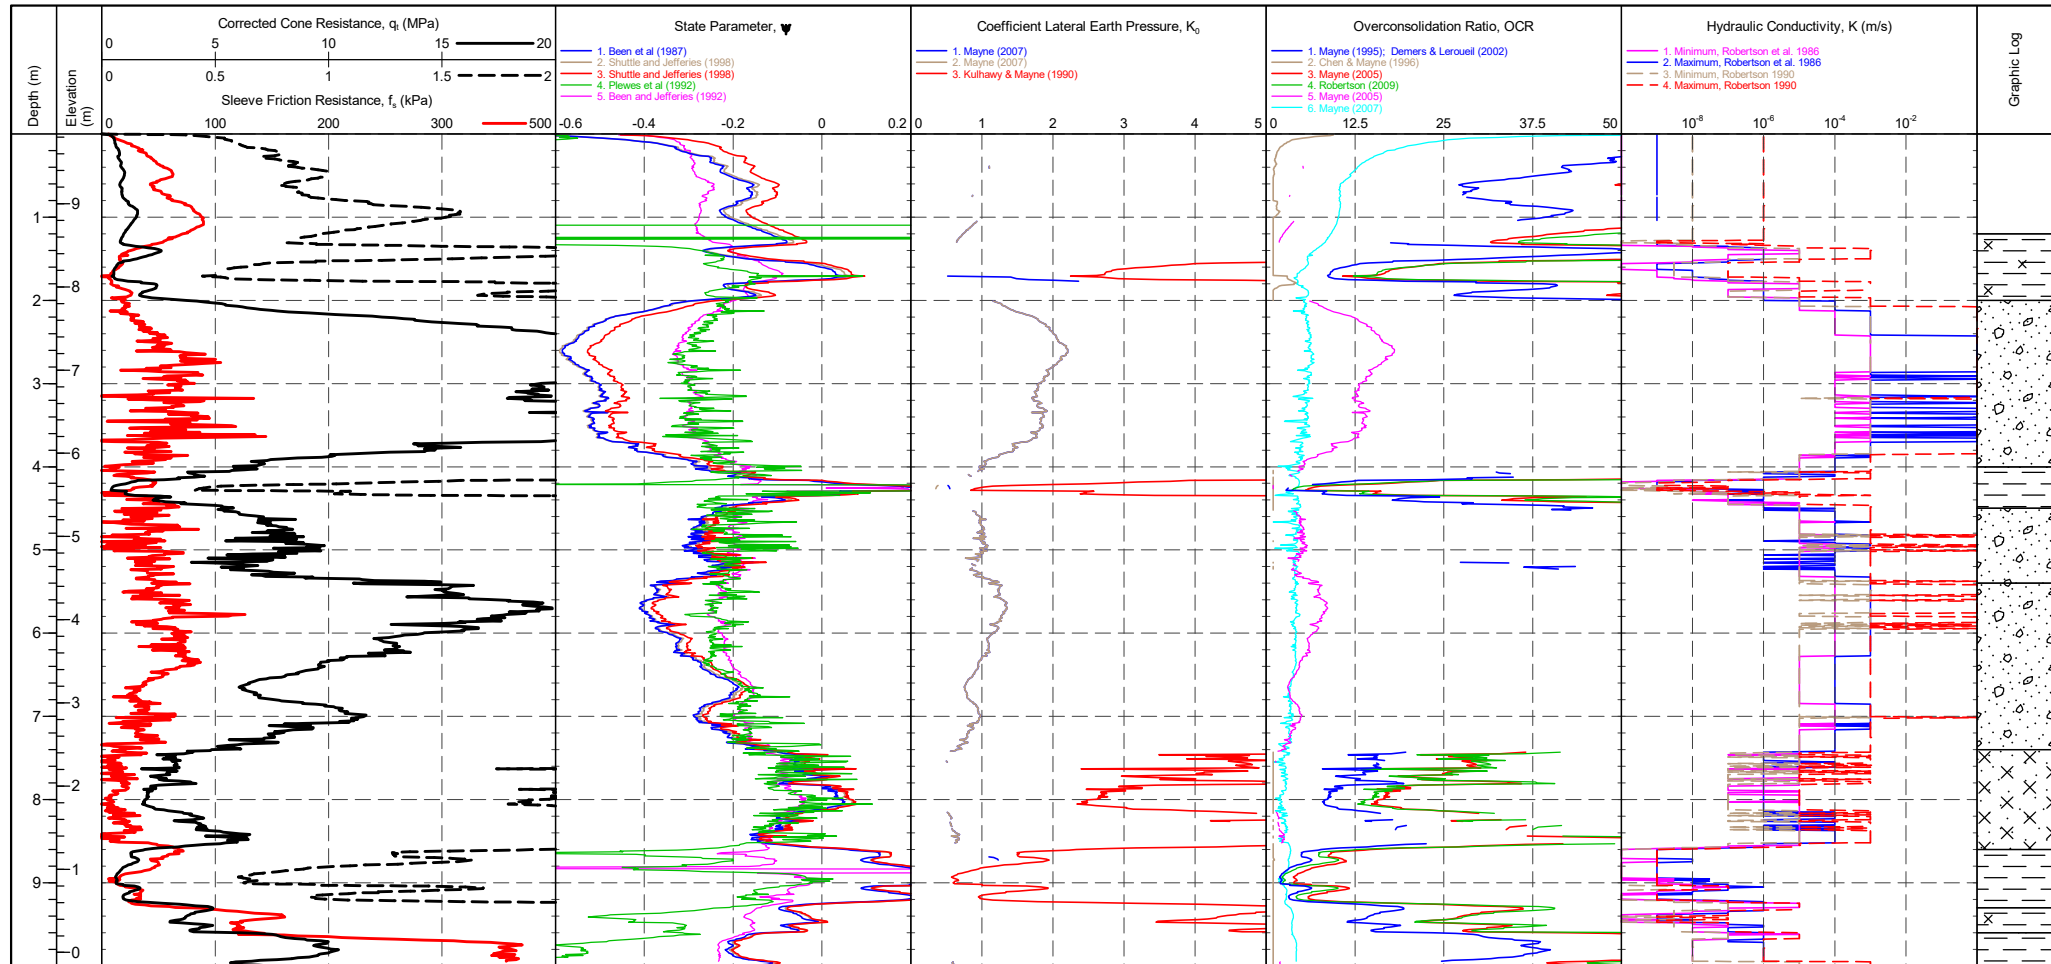 Corrected Cone Resistance, qt (MPa)
0 5 10 15 20
0 0.5 1 1.5 2
Sleeve Friction Resistance, fs (kPa)
0 100 200 300 500
Depth (m)
Elevation (m)
State Parameter, ψ
1. Been et al (1987)
2. Shuttle and Jefferies (1998)
3. Shuttle and Jefferies (1998)
4. Plewes et al (1992)
5. Been and Jefferies (1992)
-0.6 -0.4 -0.2 0 0.2
Coefficient Lateral Earth Pressure, K0
1. Mayne (2007)
2. Mayne (2007)
3. Kulhawy & Mayne (1990)
0 1 2 3 4 5
Overconsolidation Ratio, OCR
1. Mayne (1995); Demers & Leroueil (2002)
2. Chen & Mayne (1996)
3. Mayne (2005)
4. Robertson (2009)
5. Mayne (2005)
6. Mayne (2007)
0 12.5 25 37.5 50
Hydraulic Conductivity, K (m/s)
1. Minimum, Robertson et al. 1986
2. Maximum, Robertson et al. 1986
3. Minimum, Robertson 1990
4. Maximum, Robertson 1990
10-8 10-6 10-4 10-2
Graphic Log
9
1
8
2
7
3
6
4
5
5
4
6
3
7
2
8
1
9
0